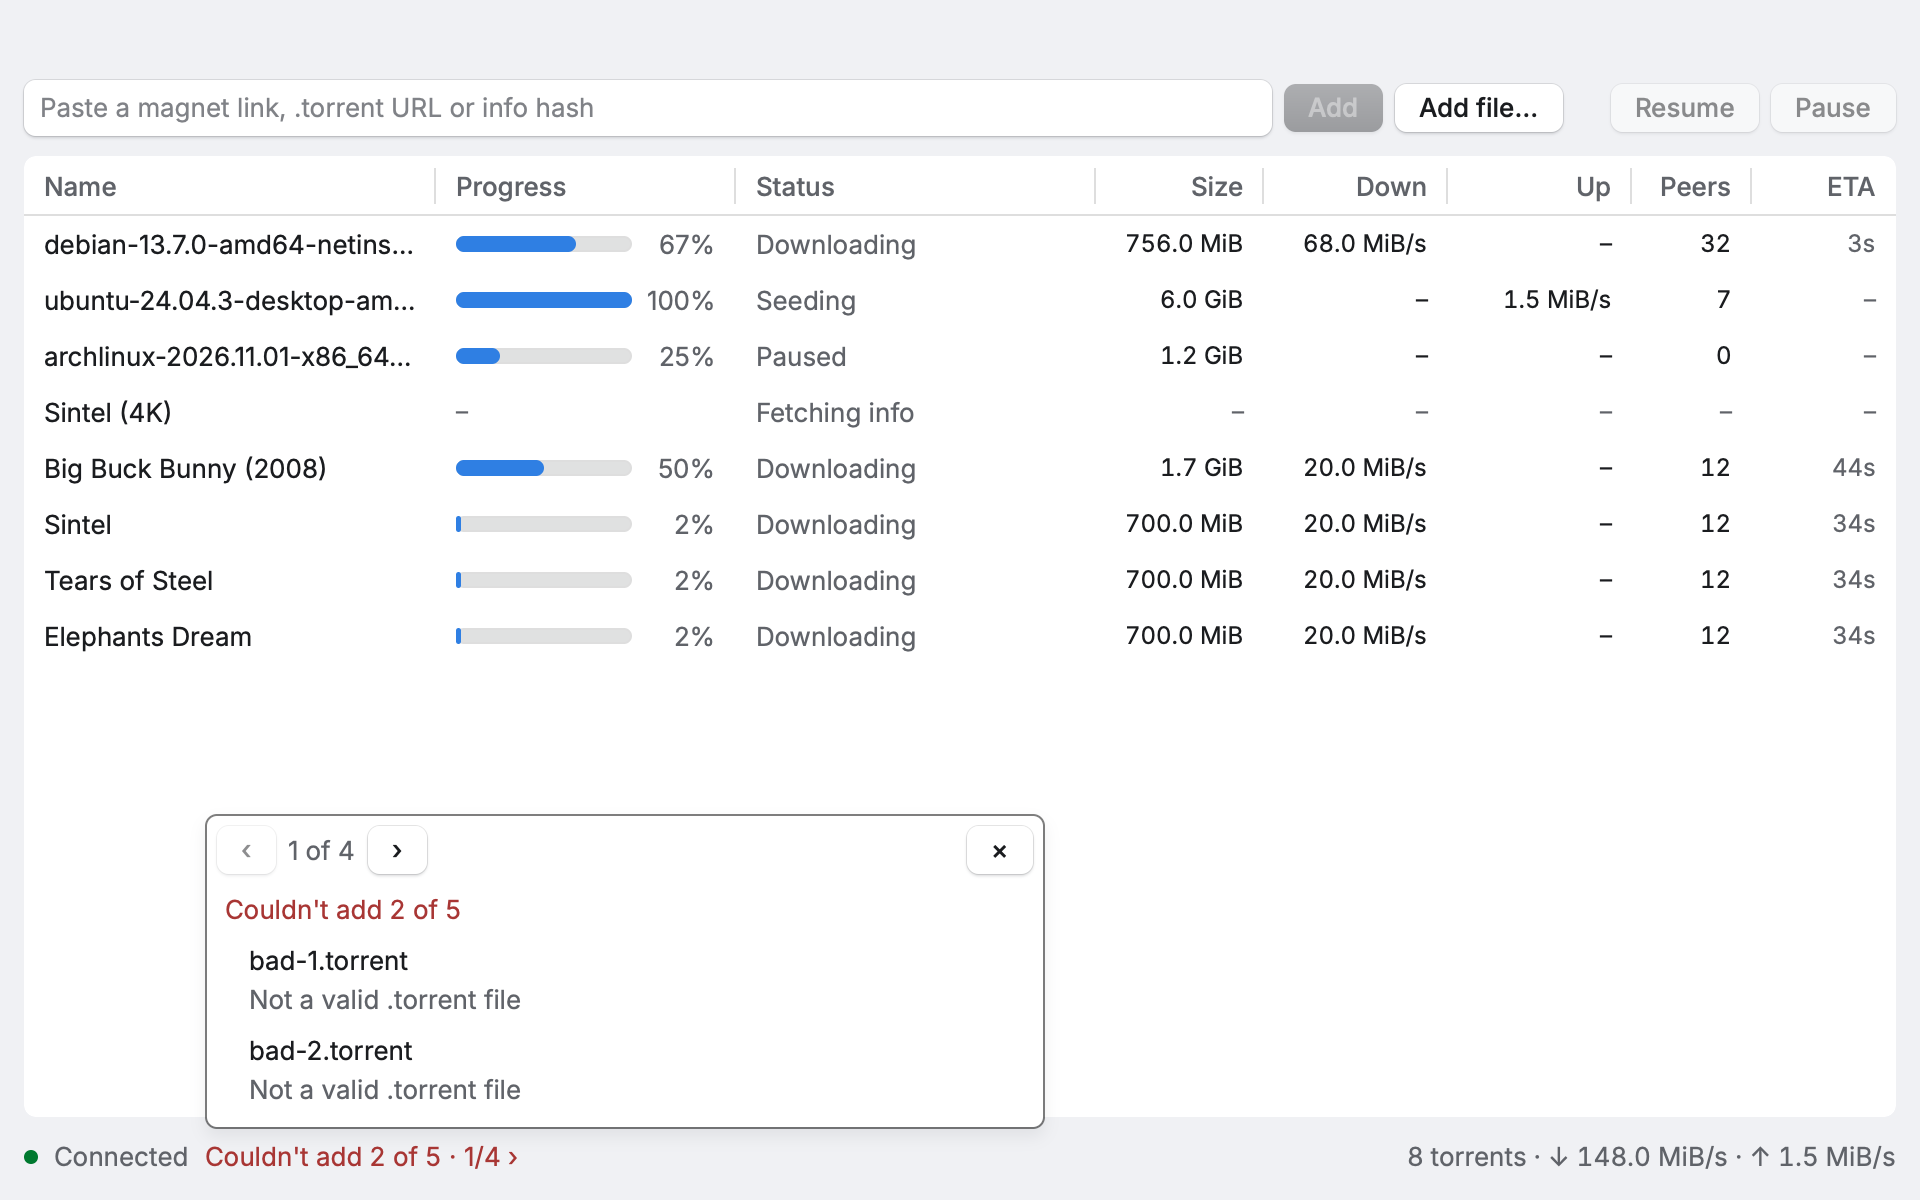 Paste a magnet link, .torrent URL or info hash Add Add file... Resume Pause
Name Progress Status Size Down Up Peers ETA
debian-13.7.0-amd64-netins... 67% Downloading 756.0 MiB 68.0 MiB/s – 32 3s
ubuntu-24.04.3-desktop-am... 100% Seeding 6.0 GiB – 1.5 MiB/s 7 –
archlinux-2026.11.01-x86_64... 25% Paused 1.2 GiB – – 0 –
Sintel (4K) – Fetching info – – – – –
Big Buck Bunny (2008) 50% Downloading 1.7 GiB 20.0 MiB/s – 12 44s
Sintel 2% Downloading 700.0 MiB 20.0 MiB/s – 12 34s
Tears of Steel 2% Downloading 700.0 MiB 20.0 MiB/s – 12 34s
Elephants Dream 2% Downloading 700.0 MiB 20.0 MiB/s – 12 34s
‹ 1 of 4 › ×
Couldn't add 2 of 5
bad-1.torrent
Not a valid .torrent file
bad-2.torrent
Not a valid .torrent file
Connected Couldn't add 2 of 5 · 1/4 › 8 torrents · ↓ 148.0 MiB/s · ↑ 1.5 MiB/s